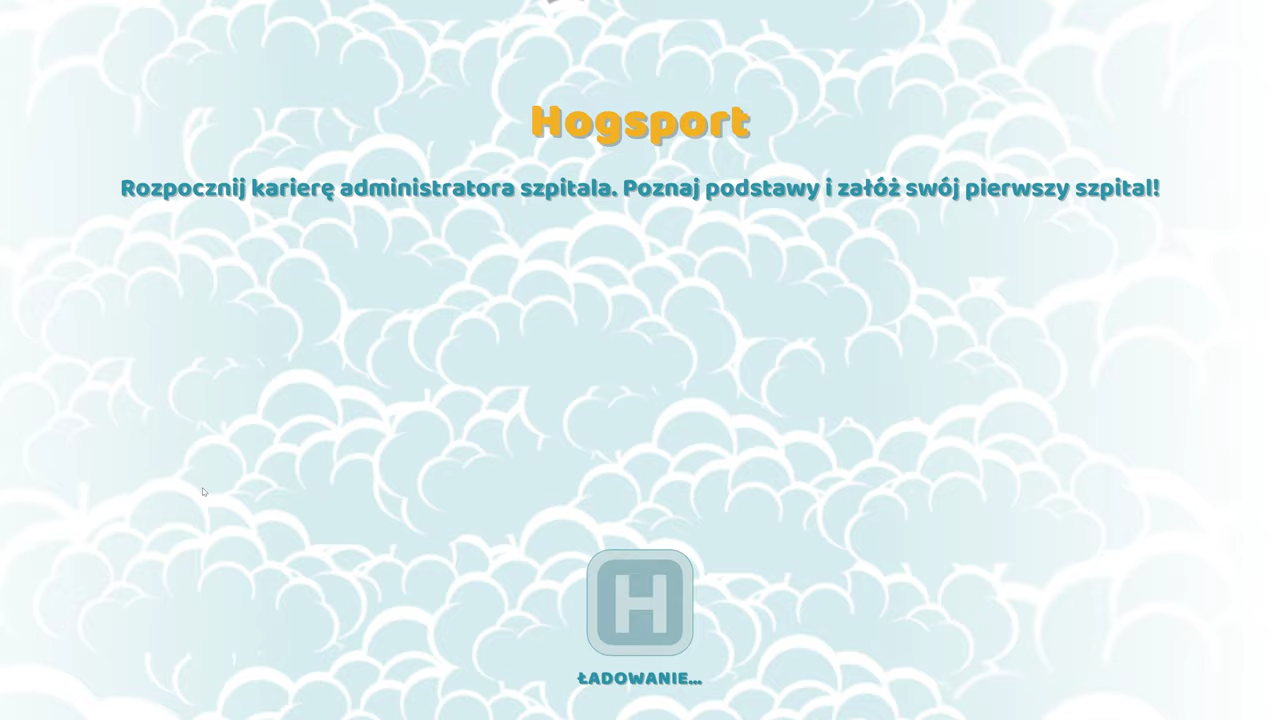 Hogsport
Rozpocznij karierę administratora szpitala. Poznaj podstawy i załóż swój pierwszy szpital!
H
ŁADOWANIE...